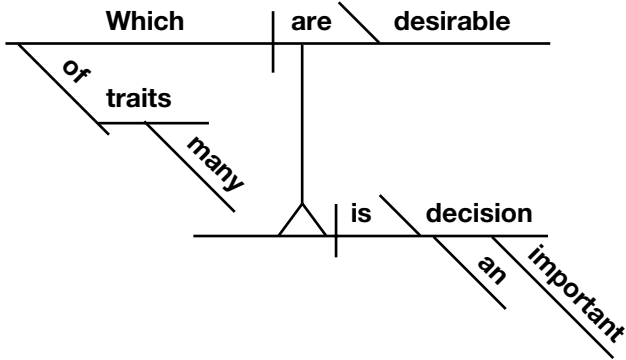 Which are desirable
of
traits
many
is decision
an
important